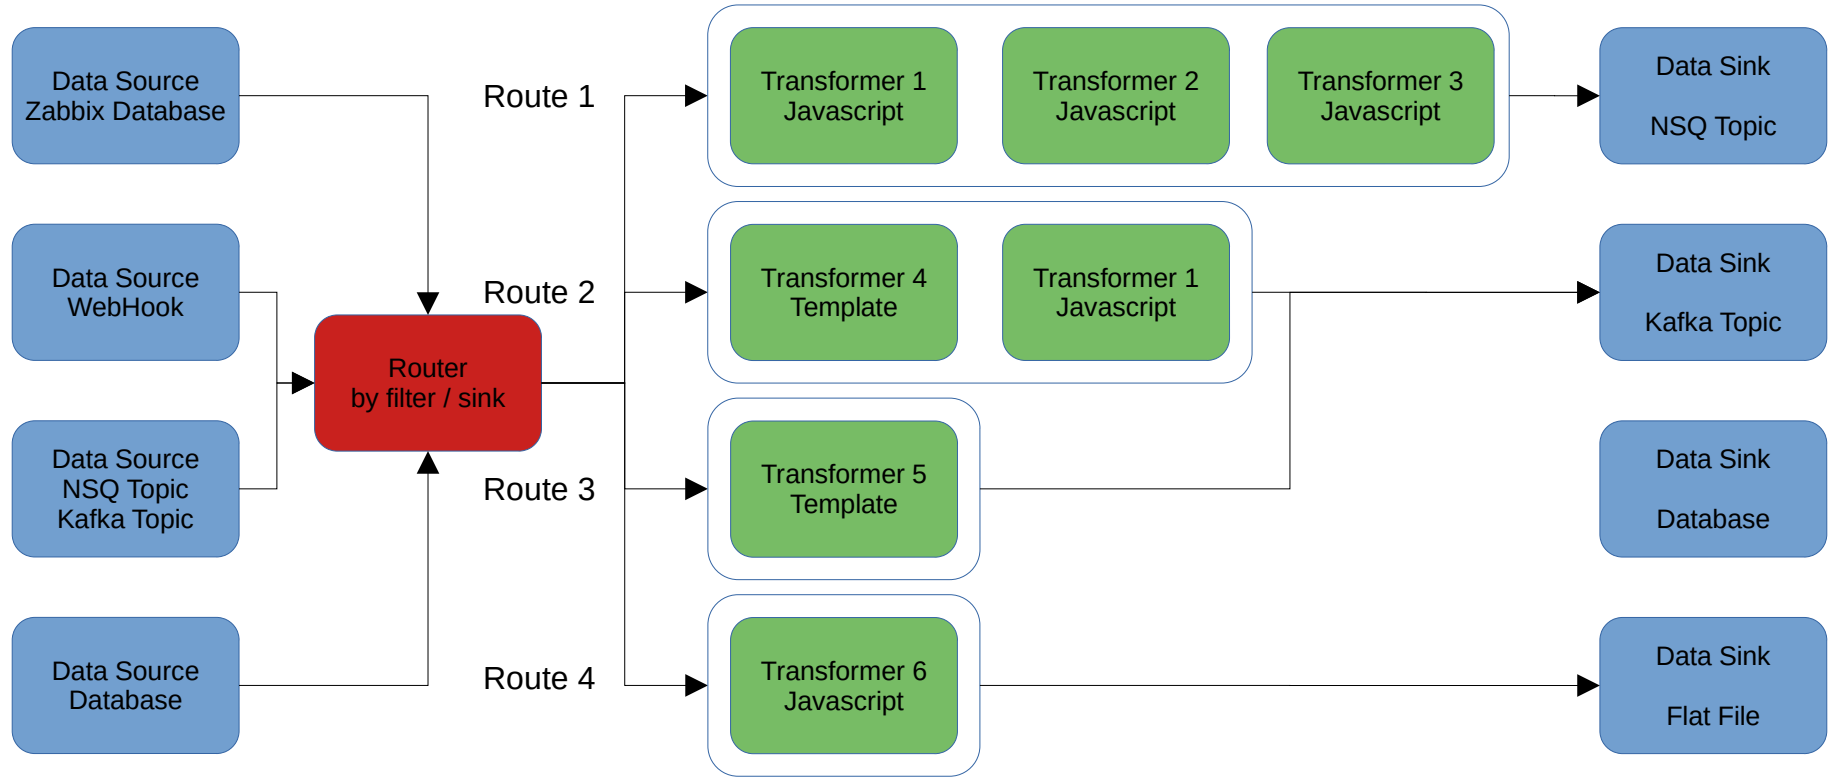 Data Source
Zabbix Database
Route 1
Transformer 1
Javascript
Transformer 2
Javascript
Transformer 3
Javascript
Data Sink
NSQ Topic
Data Source
WebHook
Route 2
Transformer 4
Template
Transformer 1
Javascript
Data Sink
Kafka Topic
Router
by filter / sink
Data Source
NSQ Topic
Kafka Topic
Route 3
Transformer 5
Template
Data Sink
Database
Data Source
Database
Route 4
Transformer 6
Javascript
Data Sink
Flat File